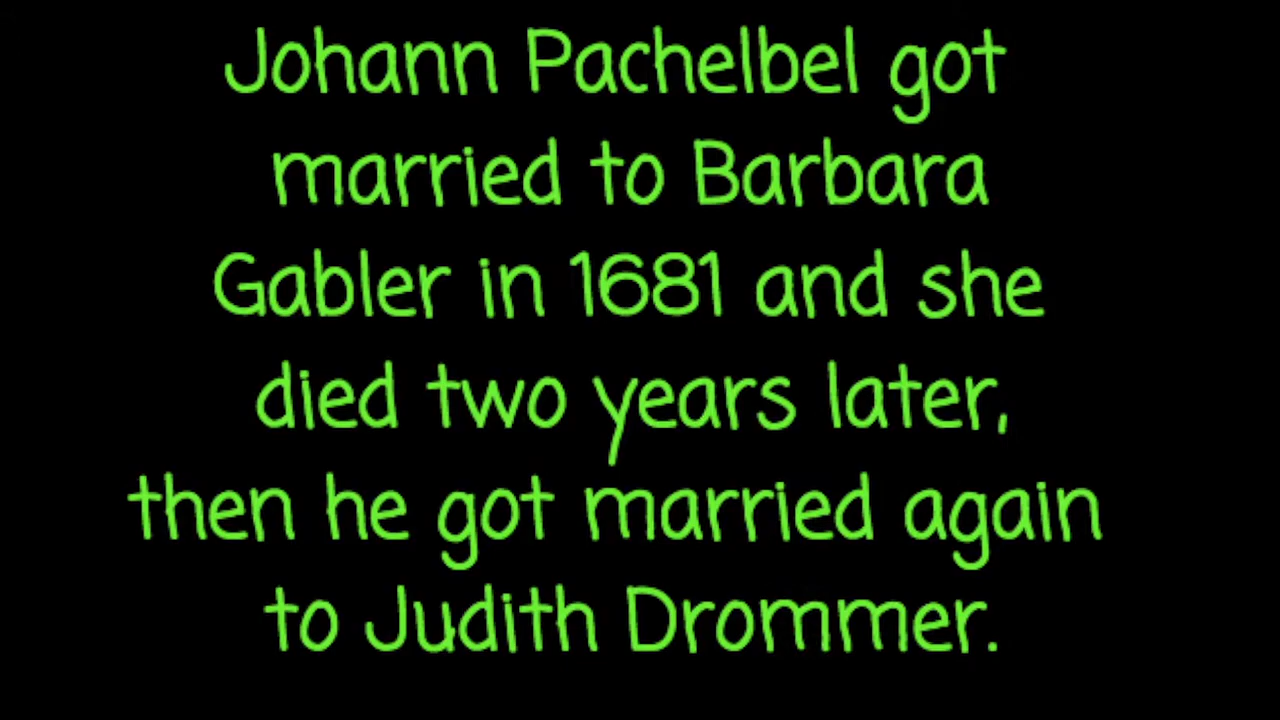 Johann Pachelbel got
married to Barbara
Gabler in 1681 and she
died two years later,
then he got married again
to Judith Drommer.